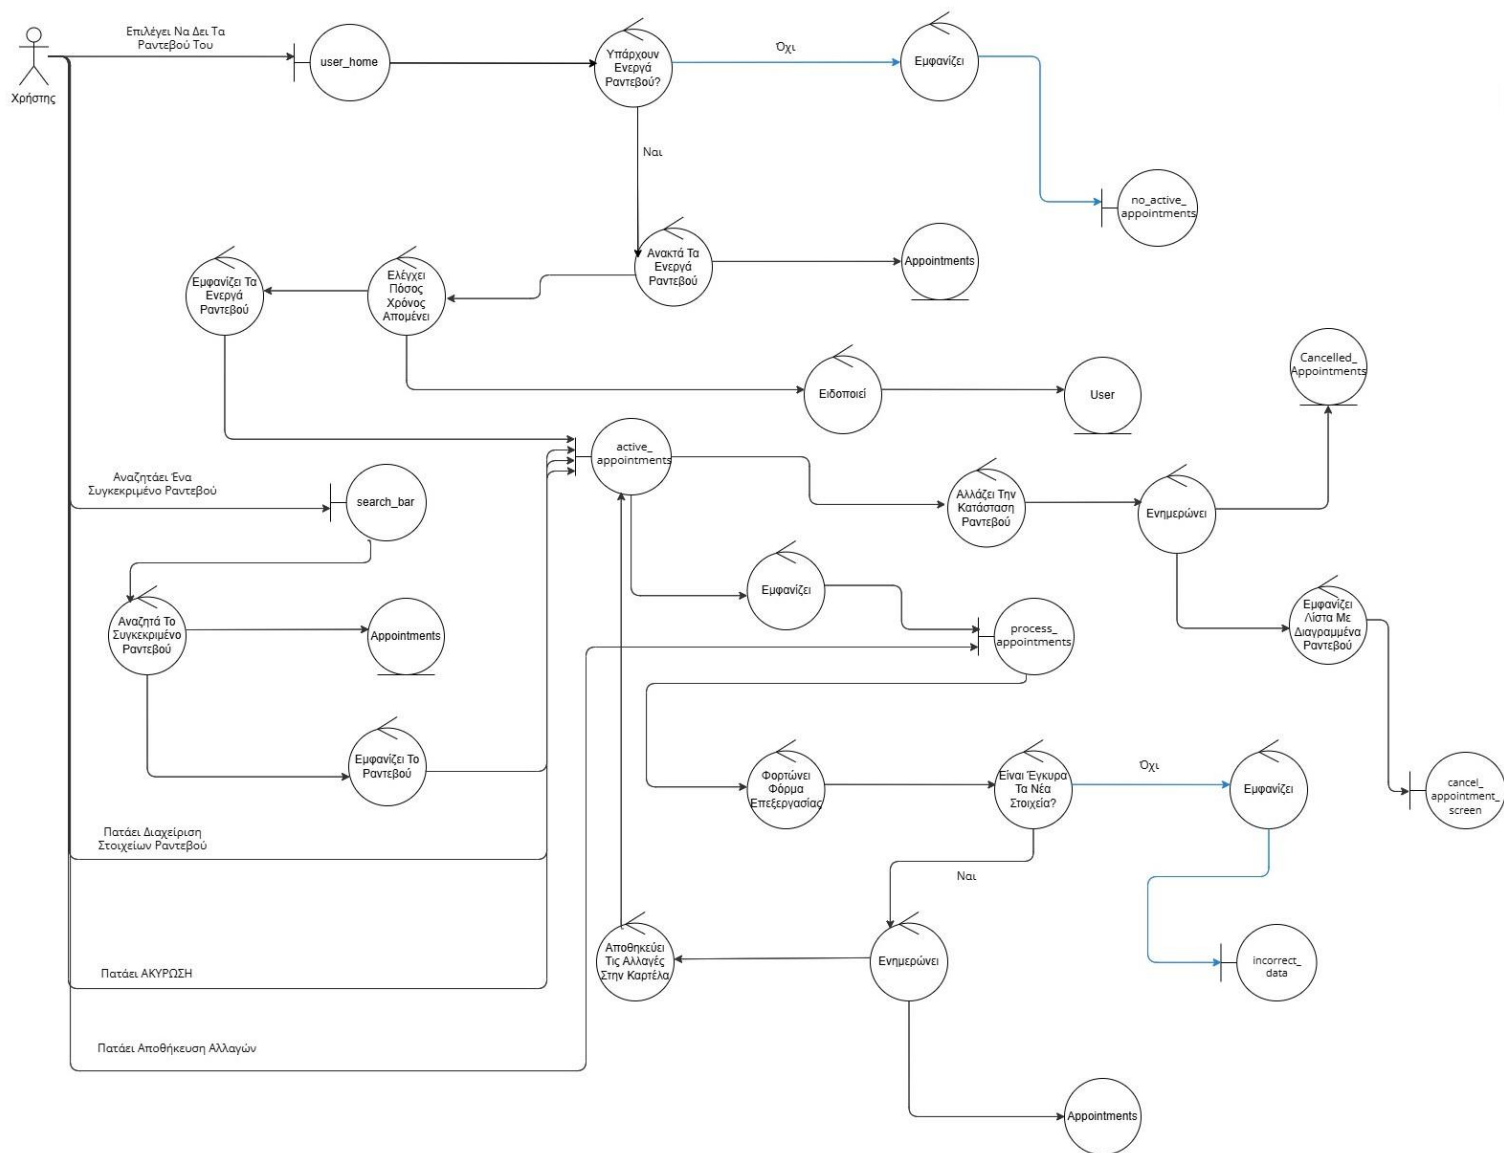 Επιλέγει Να Δει Τα
Ραντεβού Του
Χρήστης
user_home
Υπάρχουν
Ενεργά
Ραντεβού?
Όχι
Εμφανίζει
Ναι
no_active_
appointments
Ανακτά Τα
Ενεργά
Ραντεβού
Appointments
Ελέγχει
Πόσος
Χρόνος
Απομένει
Εμφανίζει Τα
Ενεργά
Ραντεβού
Ειδοποιεί
User
Cancelled_
Appointments
active_
appointments
Αναζητάει Ένα
Συγκεκριμένο Ραντεβού
search_bar
Αλλάζει Την
Κατάσταση
Ραντεβού
Ενημερώνει
Εμφανίζει
Εμφανίζει
Λίστα Με
Διαγραμμένα
Ραντεβού
Αναζητά Το
Συγκεκριμένο
Ραντεβού
Appointments
process_
appointments
Εμφανίζει Το
Ραντεβού
Φορτώνει
Φόρμα
Επεξεργασίας
Είναι Έγκυρα
Τα Νέα
Στοιχεία?
Όχι
Εμφανίζει
cancel_
appointment_
screen
Πατάει Διαχείριση
Στοιχείων Ραντεβού
Ναι
Αποθηκεύει
Τις Αλλαγές
Στην Καρτέλα
Ενημερώνει
incorrect_
data
Πατάει ΑΚΥΡΩΣΗ
Πατάει Αποθήκευση Αλλαγών
Appointments